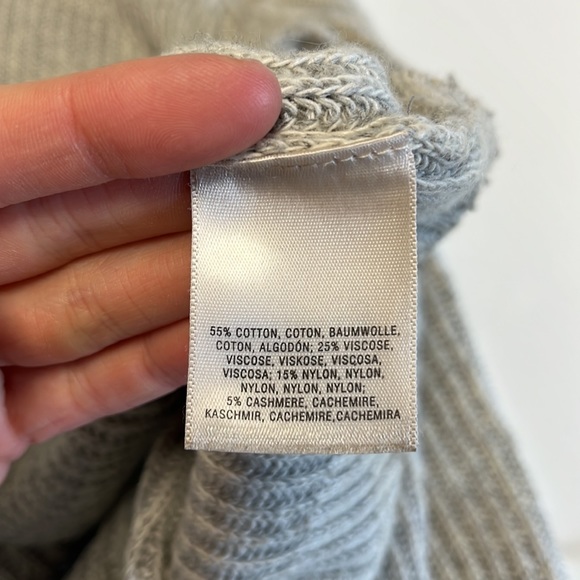 55% COTTON, COTON, BAUMWOLLE,
COTON, ALGODÓN; 25% VISCOSE,
VISCOSE, VISKOSE, VISCOSA,
VISCOSA; 15% NYLON, NYLON,
NYLON, NYLON, NYLON;
5% CASHMERE, CACHEMIRE,
KASCHMIR, CACHEMIRE,CACHEMIRA